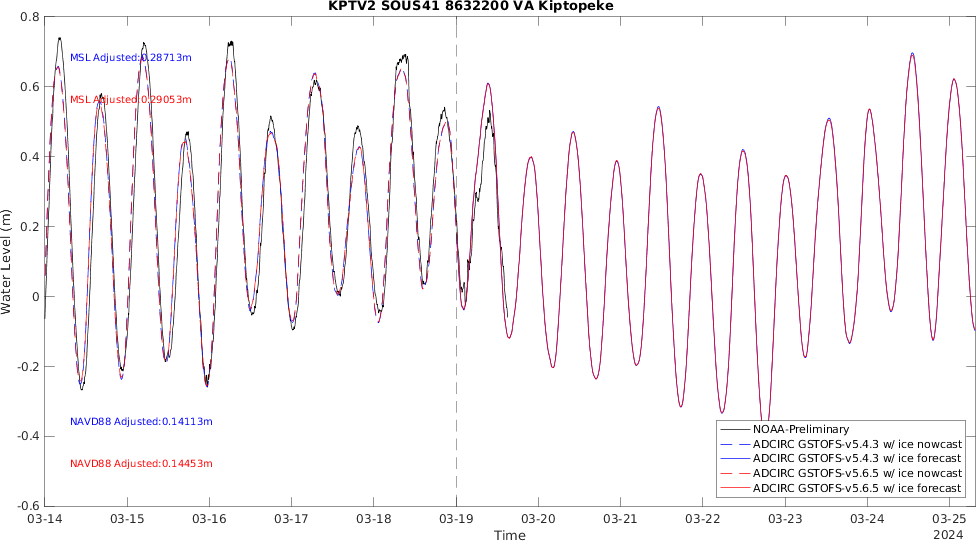 KPTV2 SOUS41 8632200 VA Kiptopeke
0.8
0.6
0.4
0.2
0
-0.2
-0.4
-0.6
Water Level (m)
MSL Adjusted:0.28713m
MSL Adjusted:0.29053m
NAVD88 Adjusted:0.14113m
NAVD88 Adjusted:0.14453m
NOAA-Preliminary
ADCIRC GSTOFS-v5.4.3 w/ ice nowcast
ADCIRC GSTOFS-v5.4.3 w/ ice forecast
ADCIRC GSTOFS-v5.6.5 w/ ice nowcast
ADCIRC GSTOFS-v5.6.5 w/ ice forecast
03-14 03-15 03-16 03-17 03-18 03-19 03-20 03-21 03-22 03-23 03-24 03-25
Time
2024